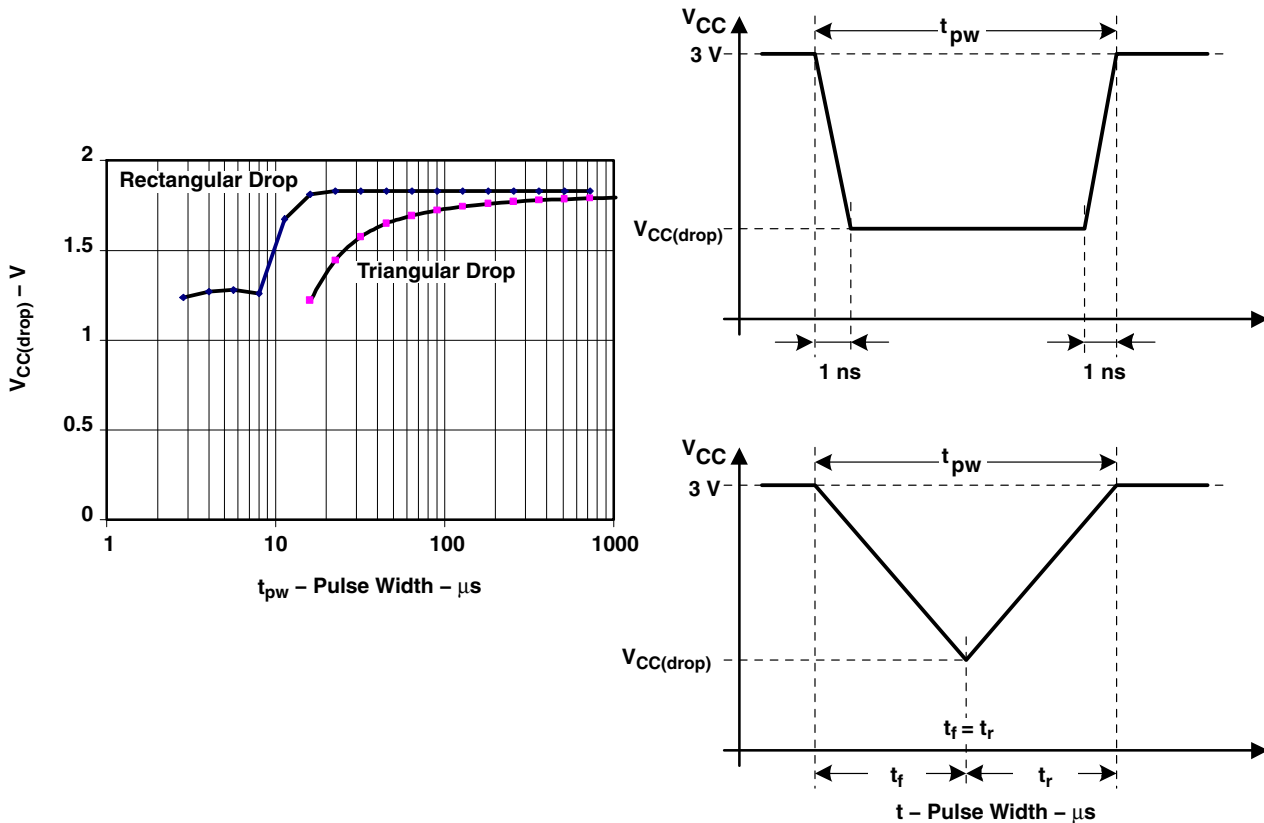 2
1.5
1
0.5
0
VCC(drop) – V
Rectangular Drop
Triangular Drop
1
10
100
1000
tpw – Pulse Width – μs
VCC
tpw
3 V
VCC(drop)
1 ns
1 ns
VCC
tpw
3 V
VCC(drop)
tf = tr
tf
tr
t – Pulse Width – μs